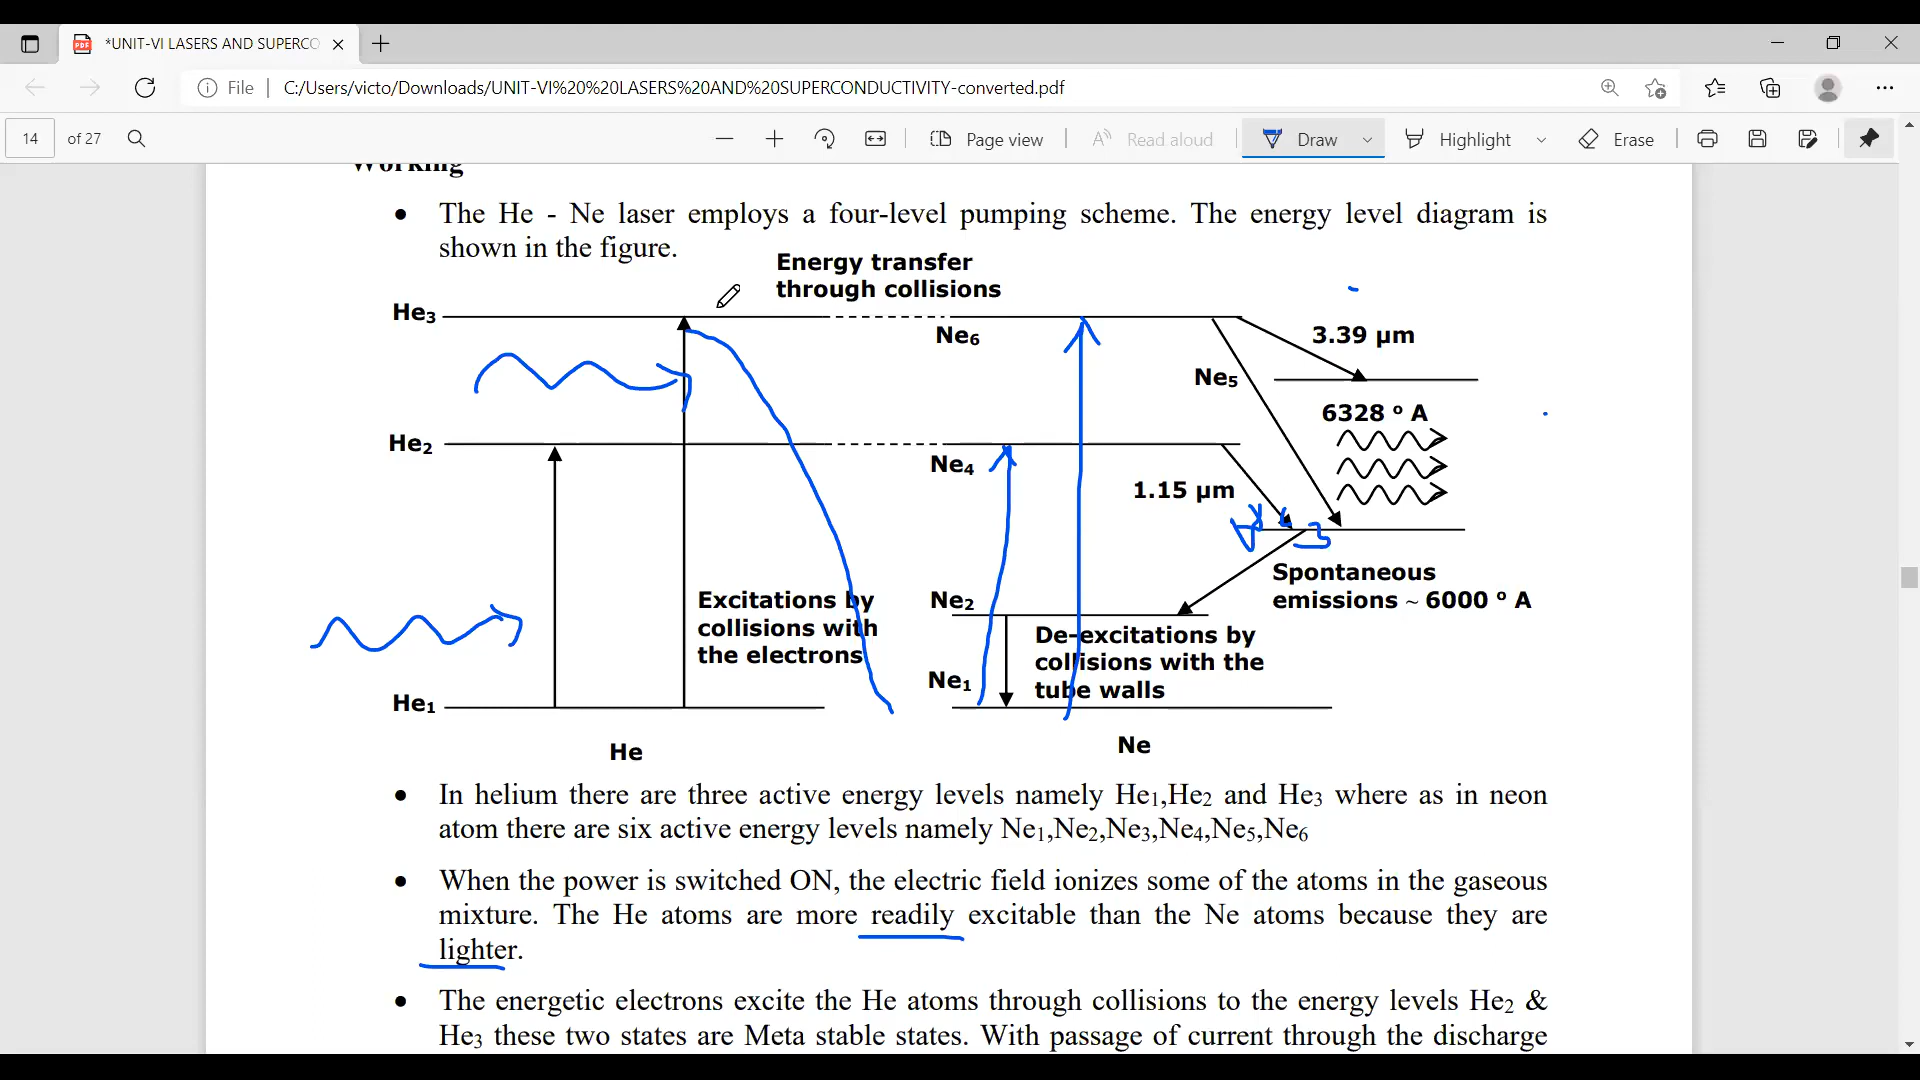 *UNIT-VI LASERS AND SUPERCO
File
C:/Users/victo/Downloads/UNIT-VI%20%20LASERS%20AND%20SUPERCONDUCTIVITY-converted.pdf
14 of 27
Page view
Read aloud
Draw
Highlight
Erase
Working
• The He - Ne laser employs a four-level pumping scheme. The energy level diagram is
shown in the figure.
Energy transfer
through collisions
He3
Ne6
3.39 µm
Ne5
6328 º A
He2
Ne4
1.15 µm
3
Spontaneous
emissions ~ 6000 º A
Excitations by
collisions with
the electrons
Ne2
De-excitations by
collisions with the
tube walls
Ne1
He1
He
Ne
• In helium there are three active energy levels namely He1,He2 and He3 where as in neon
atom there are six active energy levels namely Ne1,Ne2,Ne3,Ne4,Ne5,Ne6
• When the power is switched ON, the electric field ionizes some of the atoms in the gaseous
mixture. The He atoms are more readily excitable than the Ne atoms because they are
lighter.
• The energetic electrons excite the He atoms through collisions to the energy levels He2 &
He3 these two states are Meta stable states. With passage of current through the discharge